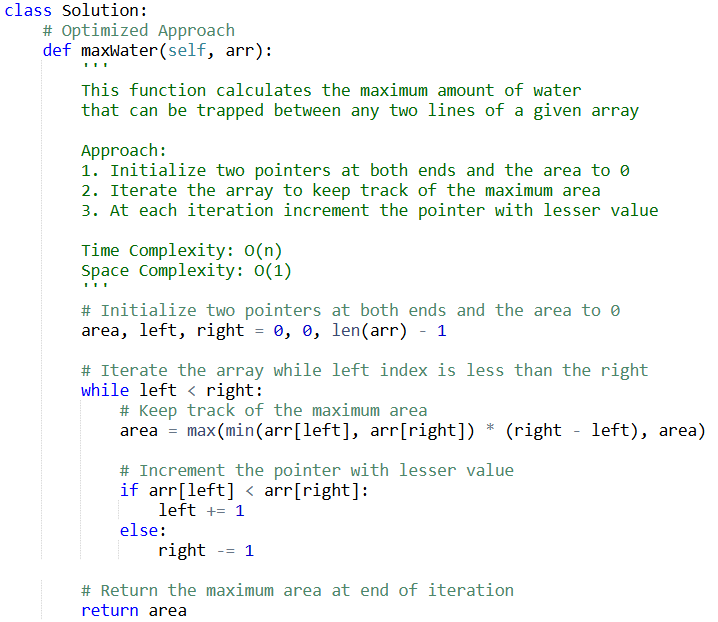 class Solution:
    # Optimized Approach
    def maxWater(self, arr):
        '''
        This function calculates the maximum amount of water
        that can be trapped between any two lines of a given array

        Approach:
        1. Initialize two pointers at both ends and the area to 0
        2. Iterate the array to keep track of the maximum area
        3. At each iteration increment the pointer with lesser value

        Time Complexity: O(n)
        Space Complexity: O(1)
        '''
        # Initialize two pointers at both ends and the area to 0
        area, left, right = 0, 0, len(arr) - 1

        # Iterate the array while left index is less than the right
        while left < right:
            # Keep track of the maximum area
            area = max(min(arr[left], arr[right]) * (right - left), area)

            # Increment the pointer with lesser value
            if arr[left] < arr[right]:
                left += 1
            else:
                right -= 1

        # Return the maximum area at end of iteration
        return area